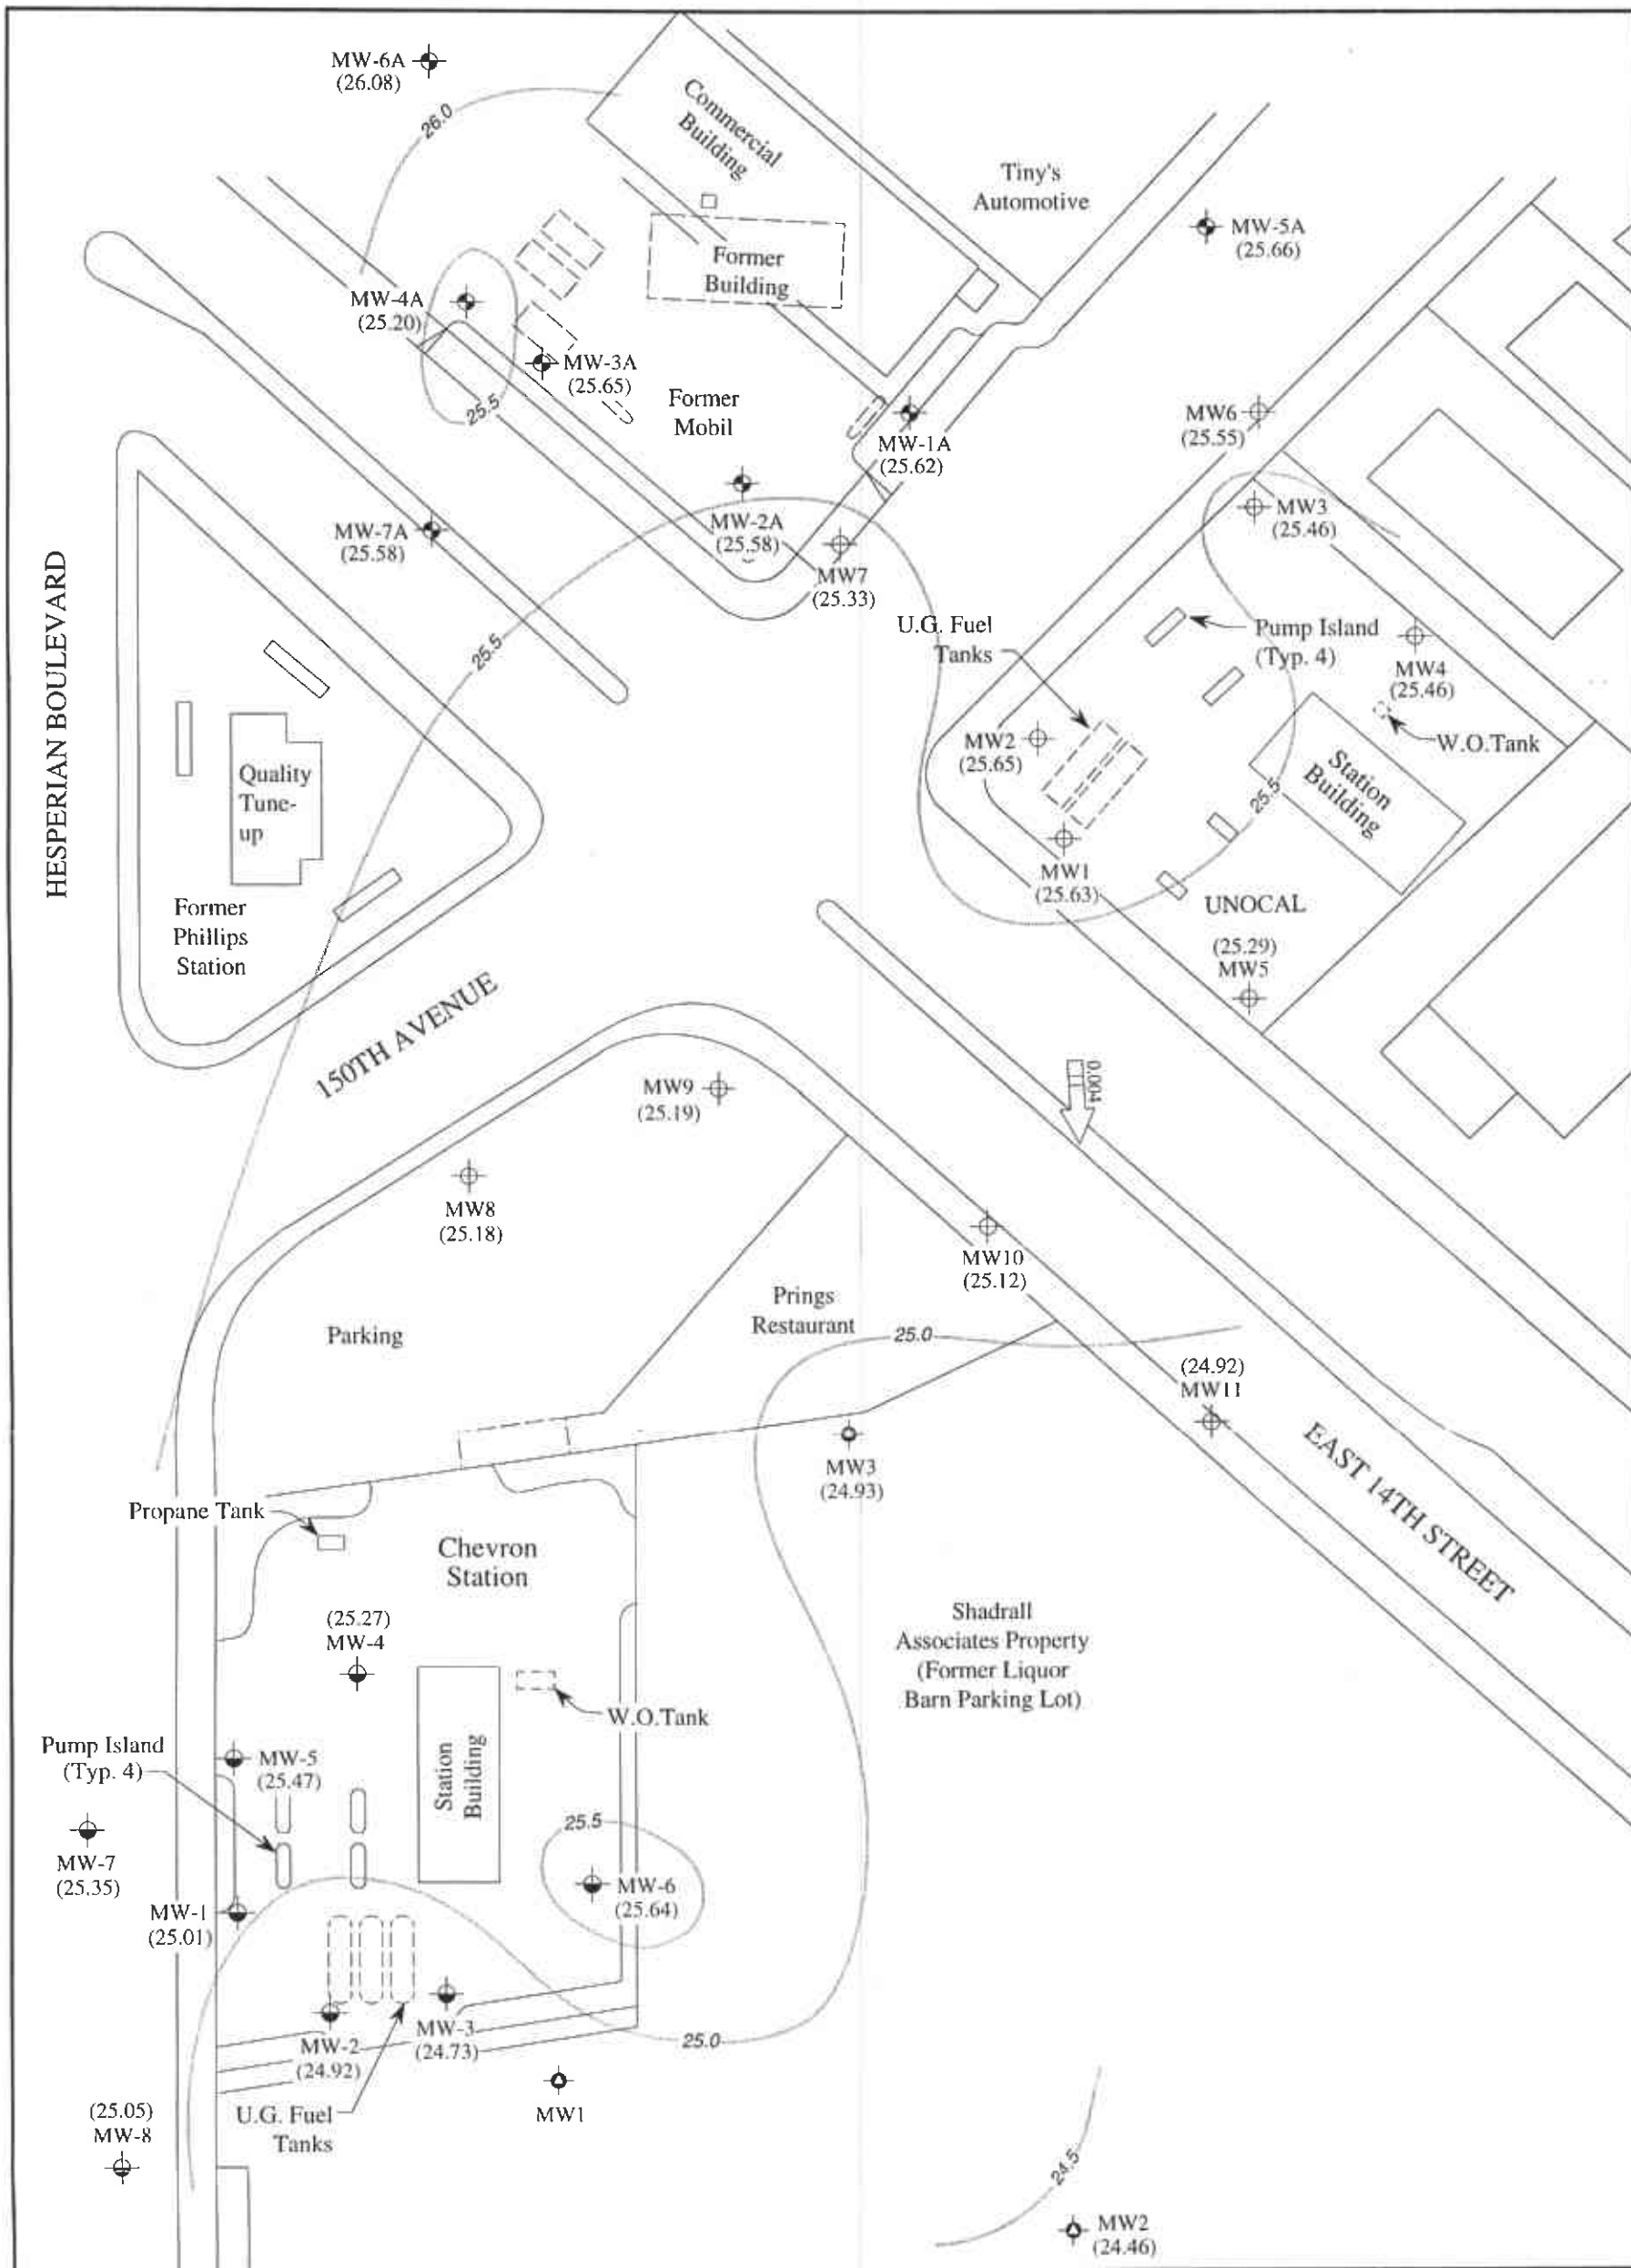 MW-6A
(26.08)
26.0
Commercial
Building
Tiny's
Automotive
MW-5A
(25.66)
Former
Building
MW-4A
(25.20)
MW-3A
(25.65)
25.5
Former
Mobil
MW-1A
(25.62)
MW6
(25.55)
MW3
(25.46)
MW-7A
(25.58)
MW-2A
(25.58)
MW7
(25.33)
HESPERIAN BOULEVARD
25.5
U.G. Fuel
Tanks
Pump Island
(Typ. 4)
MW4
(25.46)
W.O.Tank
MW2
(25.65)
Station
Building
25.5
Quality
Tune-
up
MW1
(25.63)
UNOCAL
(25.29)
MW5
Former
Phillips
Station
150TH AVENUE
0.004
MW9
(25.19)
MW8
(25.18)
MW10
(25.12)
Prings
Restaurant
25.0
Parking
(24.92)
MW11
EAST 14TH STREET
MW3
(24.93)
Propane Tank
Chevron
Station
(25.27)
MW-4
Shadrall
Associates Property
(Former Liquor
Barn Parking Lot)
W.O.Tank
Pump Island
(Typ. 4)
MW-5
(25.47)
Station
Building
25.5
MW-7
(25.35)
MW-6
(25.64)
MW-1
(25.01)
MW-2
(24.92)
MW-3
(24.73)
25.0
(25.05)
MW-8
U.G. Fuel
Tanks
MW1
24.5
MW2
(24.46)